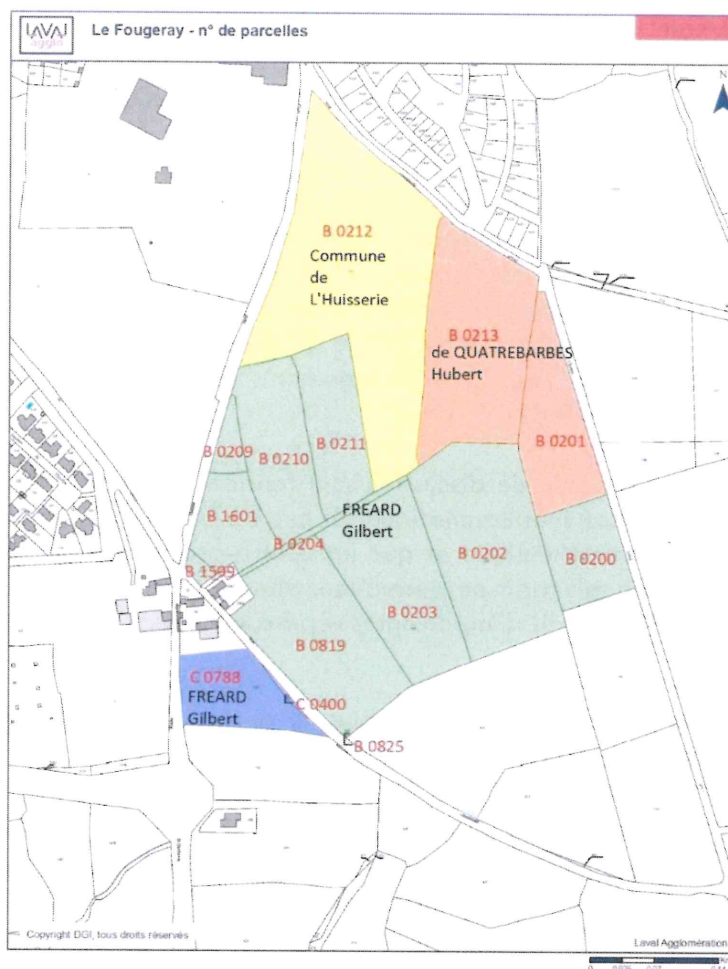 LAVAL
agglo
Le Fougeray - n° de parcelles
N
B 0212
Commune
de
L'Huisserie
B 0213
de QUATREBARBES
Hubert
B 0201
B 0209
B 0210
B 0211
B 1601
FREARD
Gilbert
B 0204
B 0202
B 0200
B 1599
B 0203
B 0819
C 0788
FREARD
Gilbert
C 0400
B 0825
Copyright DGI, tous droits réservés
Laval Agglomération